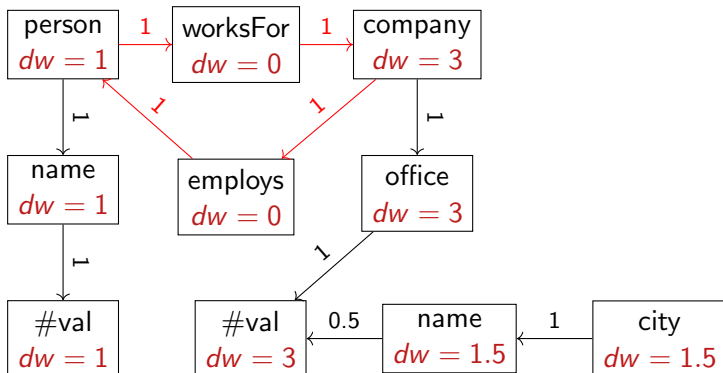 person
dw = 1
1
worksFor
dw = 0
1
company
dw = 3
1
1
1
1
name
dw = 1
employs
dw = 0
office
dw = 3
1
1
#val
dw = 1
#val
dw = 3
0.5
name
dw = 1.5
1
city
dw = 1.5